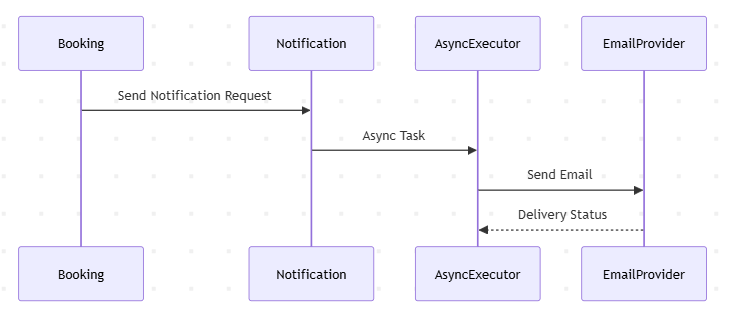 Booking
Notification
AsyncExecutor
EmailProvider
Send Notification Request
Async Task
Send Email
Delivery Status
Booking
Notification
AsyncExecutor
EmailProvider